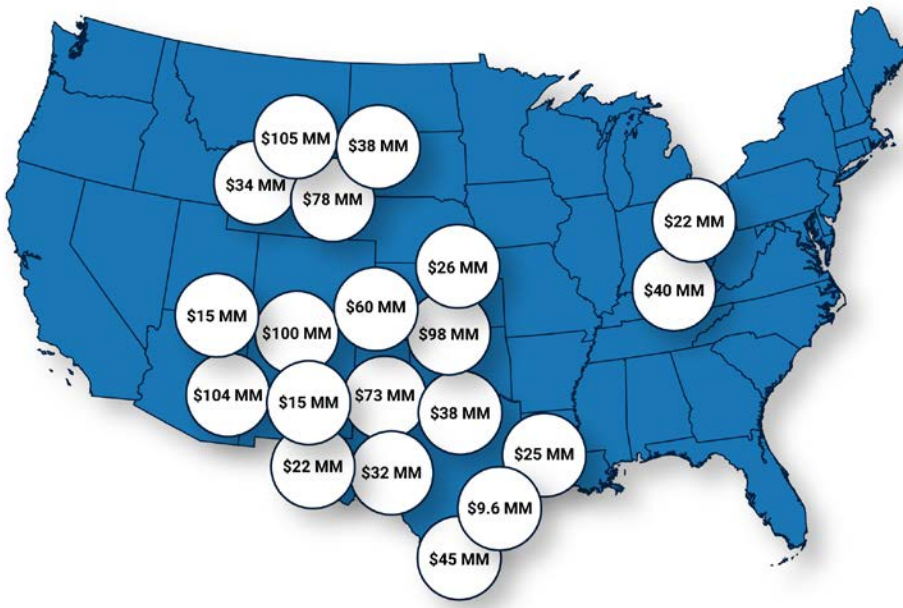 $105 MM
$38 MM
$34 MM
$78 MM
$22 MM
$26 MM
$40 MM
$60 MM
$15 MM
$100 MM
$98 MM
$104 MM
$15 MM
$73 MM
$38 MM
$25 MM
$22 MM
$32 MM
$9.6 MM
$45 MM